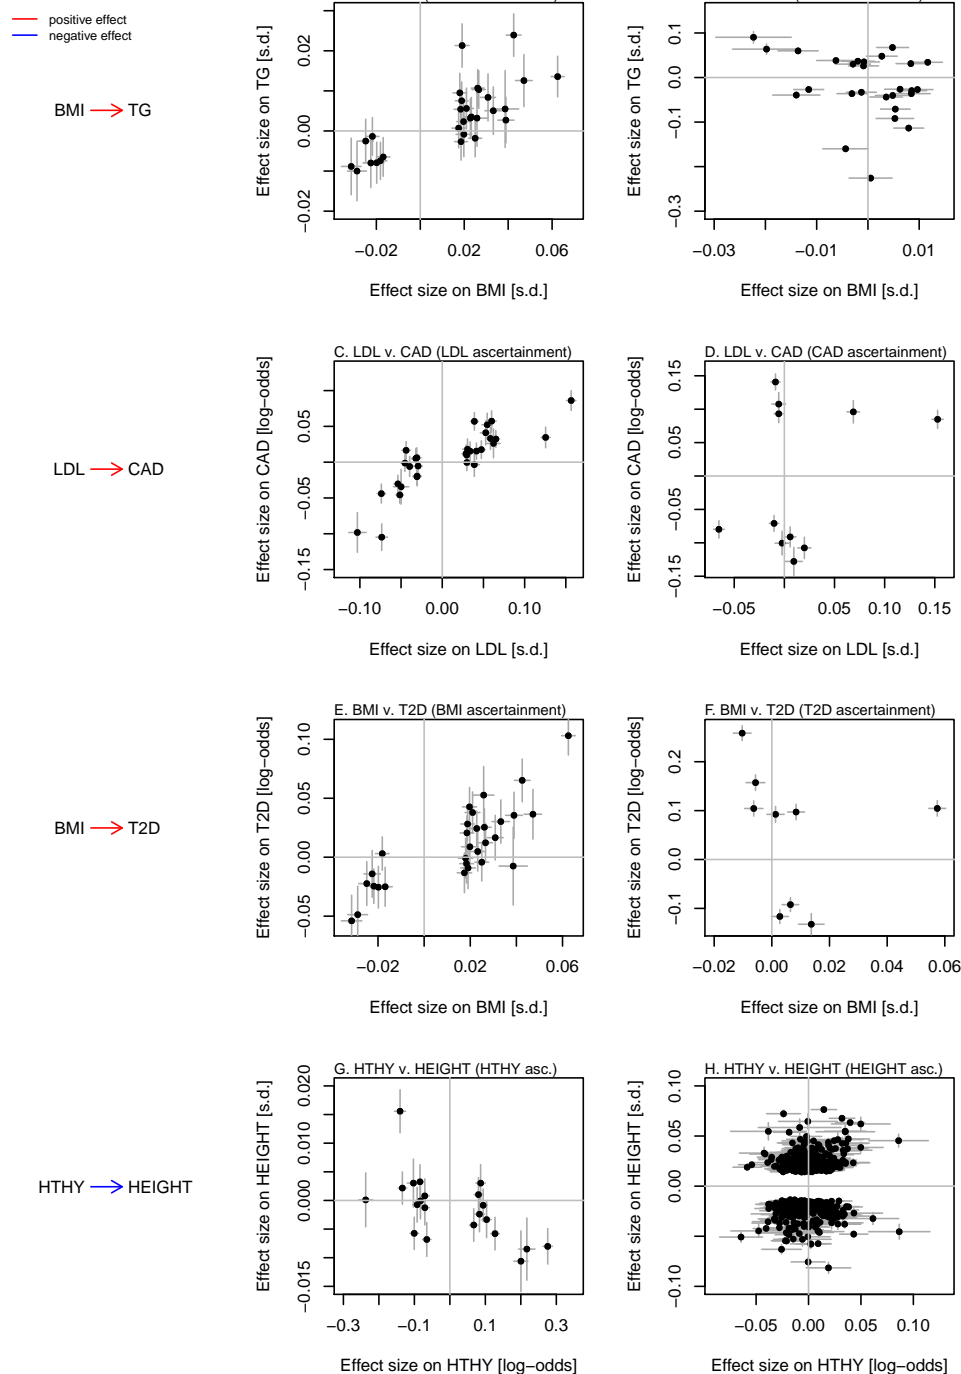 positive effect
negative effect
BMI → TG
Effect size on TG [s.d.]
0.02
0.00
−0.02
−0.02
0.02
0.06
Effect size on BMI [s.d.]
Effect size on TG [s.d.]
0.1
0.0
−0.1
−0.3
−0.03
−0.01
0.01
Effect size on BMI [s.d.]
LDL → CAD
C. LDL v. CAD (LDL ascertainment)
Effect size on CAD [log−odds]
0.05
−0.05
−0.15
−0.10
0.00
0.10
Effect size on LDL [s.d.]
D. LDL v. CAD (CAD ascertainment)
Effect size on CAD [log−odds]
0.15
0.05
−0.05
−0.15
−0.05
0.05
0.10
0.15
Effect size on LDL [s.d.]
BMI → T2D
E. BMI v. T2D (BMI ascertainment)
Effect size on T2D [log−odds]
0.10
0.05
0.00
−0.05
−0.02
0.02
0.06
Effect size on BMI [s.d.]
F. BMI v. T2D (T2D ascertainment)
Effect size on T2D [log−odds]
0.2
0.1
0.0
−0.1
−0.02
0.00
0.02
0.04
0.06
Effect size on BMI [s.d.]
HTHY → HEIGHT
G. HTHY v. HEIGHT (HTHY asc.)
Effect size on HEIGHT [s.d.]
0.020
0.010
0.000
−0.015
−0.3
−0.1
0.1
0.3
Effect size on HTHY [log−odds]
H. HTHY v. HEIGHT (HEIGHT asc.)
Effect size on HEIGHT [s.d.]
0.10
0.05
0.00
−0.10
−0.05
0.00
0.05
0.10
Effect size on HTHY [log−odds]